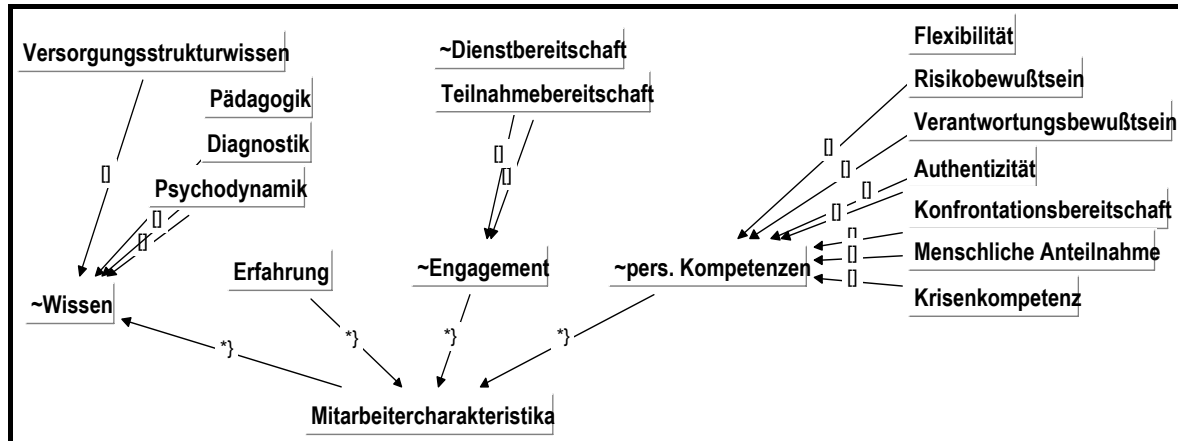 Versorgungsstrukturwissen
Pädagogik
Diagnostik
Psychodynamik
~Dienstbereitschaft
Teilnahmebereitschaft
Flexibilität
Risikobewußtsein
Verantwortungsbewußtsein
Authentizität
Konfrontationsbereitschaft
Menschliche Anteilnahme
Krisenkompetenz
[]
[]
[]
[]
[]
[]
[]
[]
[]
[]
[]
[]
~Wissen
Erfahrung
~Engagement
~pers. Kompetenzen
*}
*}
*}
*}
Mitarbeitercharakteristika